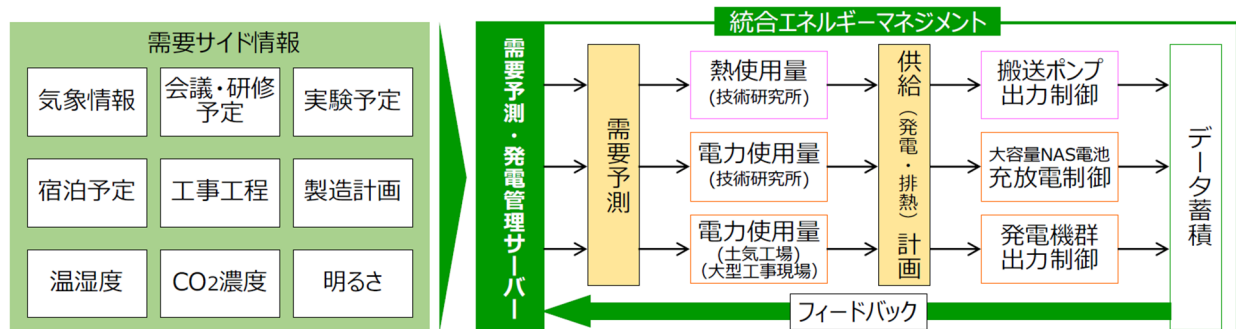 需要サイド情報
気象情報
会議・研修
予定
実験予定
宿泊予定
工事工程
製造計画
温湿度
CO2濃度
明るさ
統合エネルギーマネジメント
需要予測・発電管理サーバー
需要予測
熱使用量
(技術研究所)
電力使用量
(技術研究所)
電力使用量
(土気工場)
(大型工事現場)
供給(発電・排熱)計画
搬送ポンプ
出力制御
大容量NAS電池
充放電制御
発電機群
出力制御
データ蓄積
フィードバック